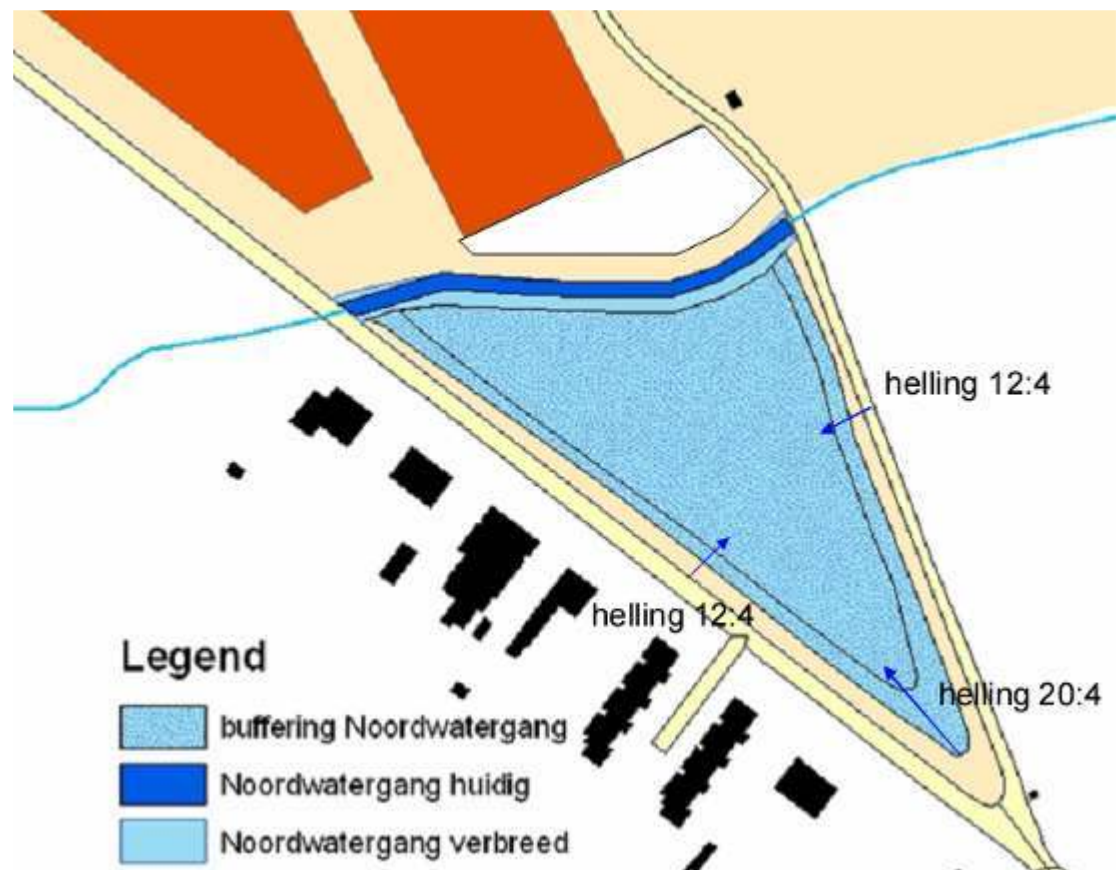 helling 12:4
helling 12:4
helling 20:4
Legend
buffering Noordwatergang
Noordwatergang huidig
Noordwatergang verbreed